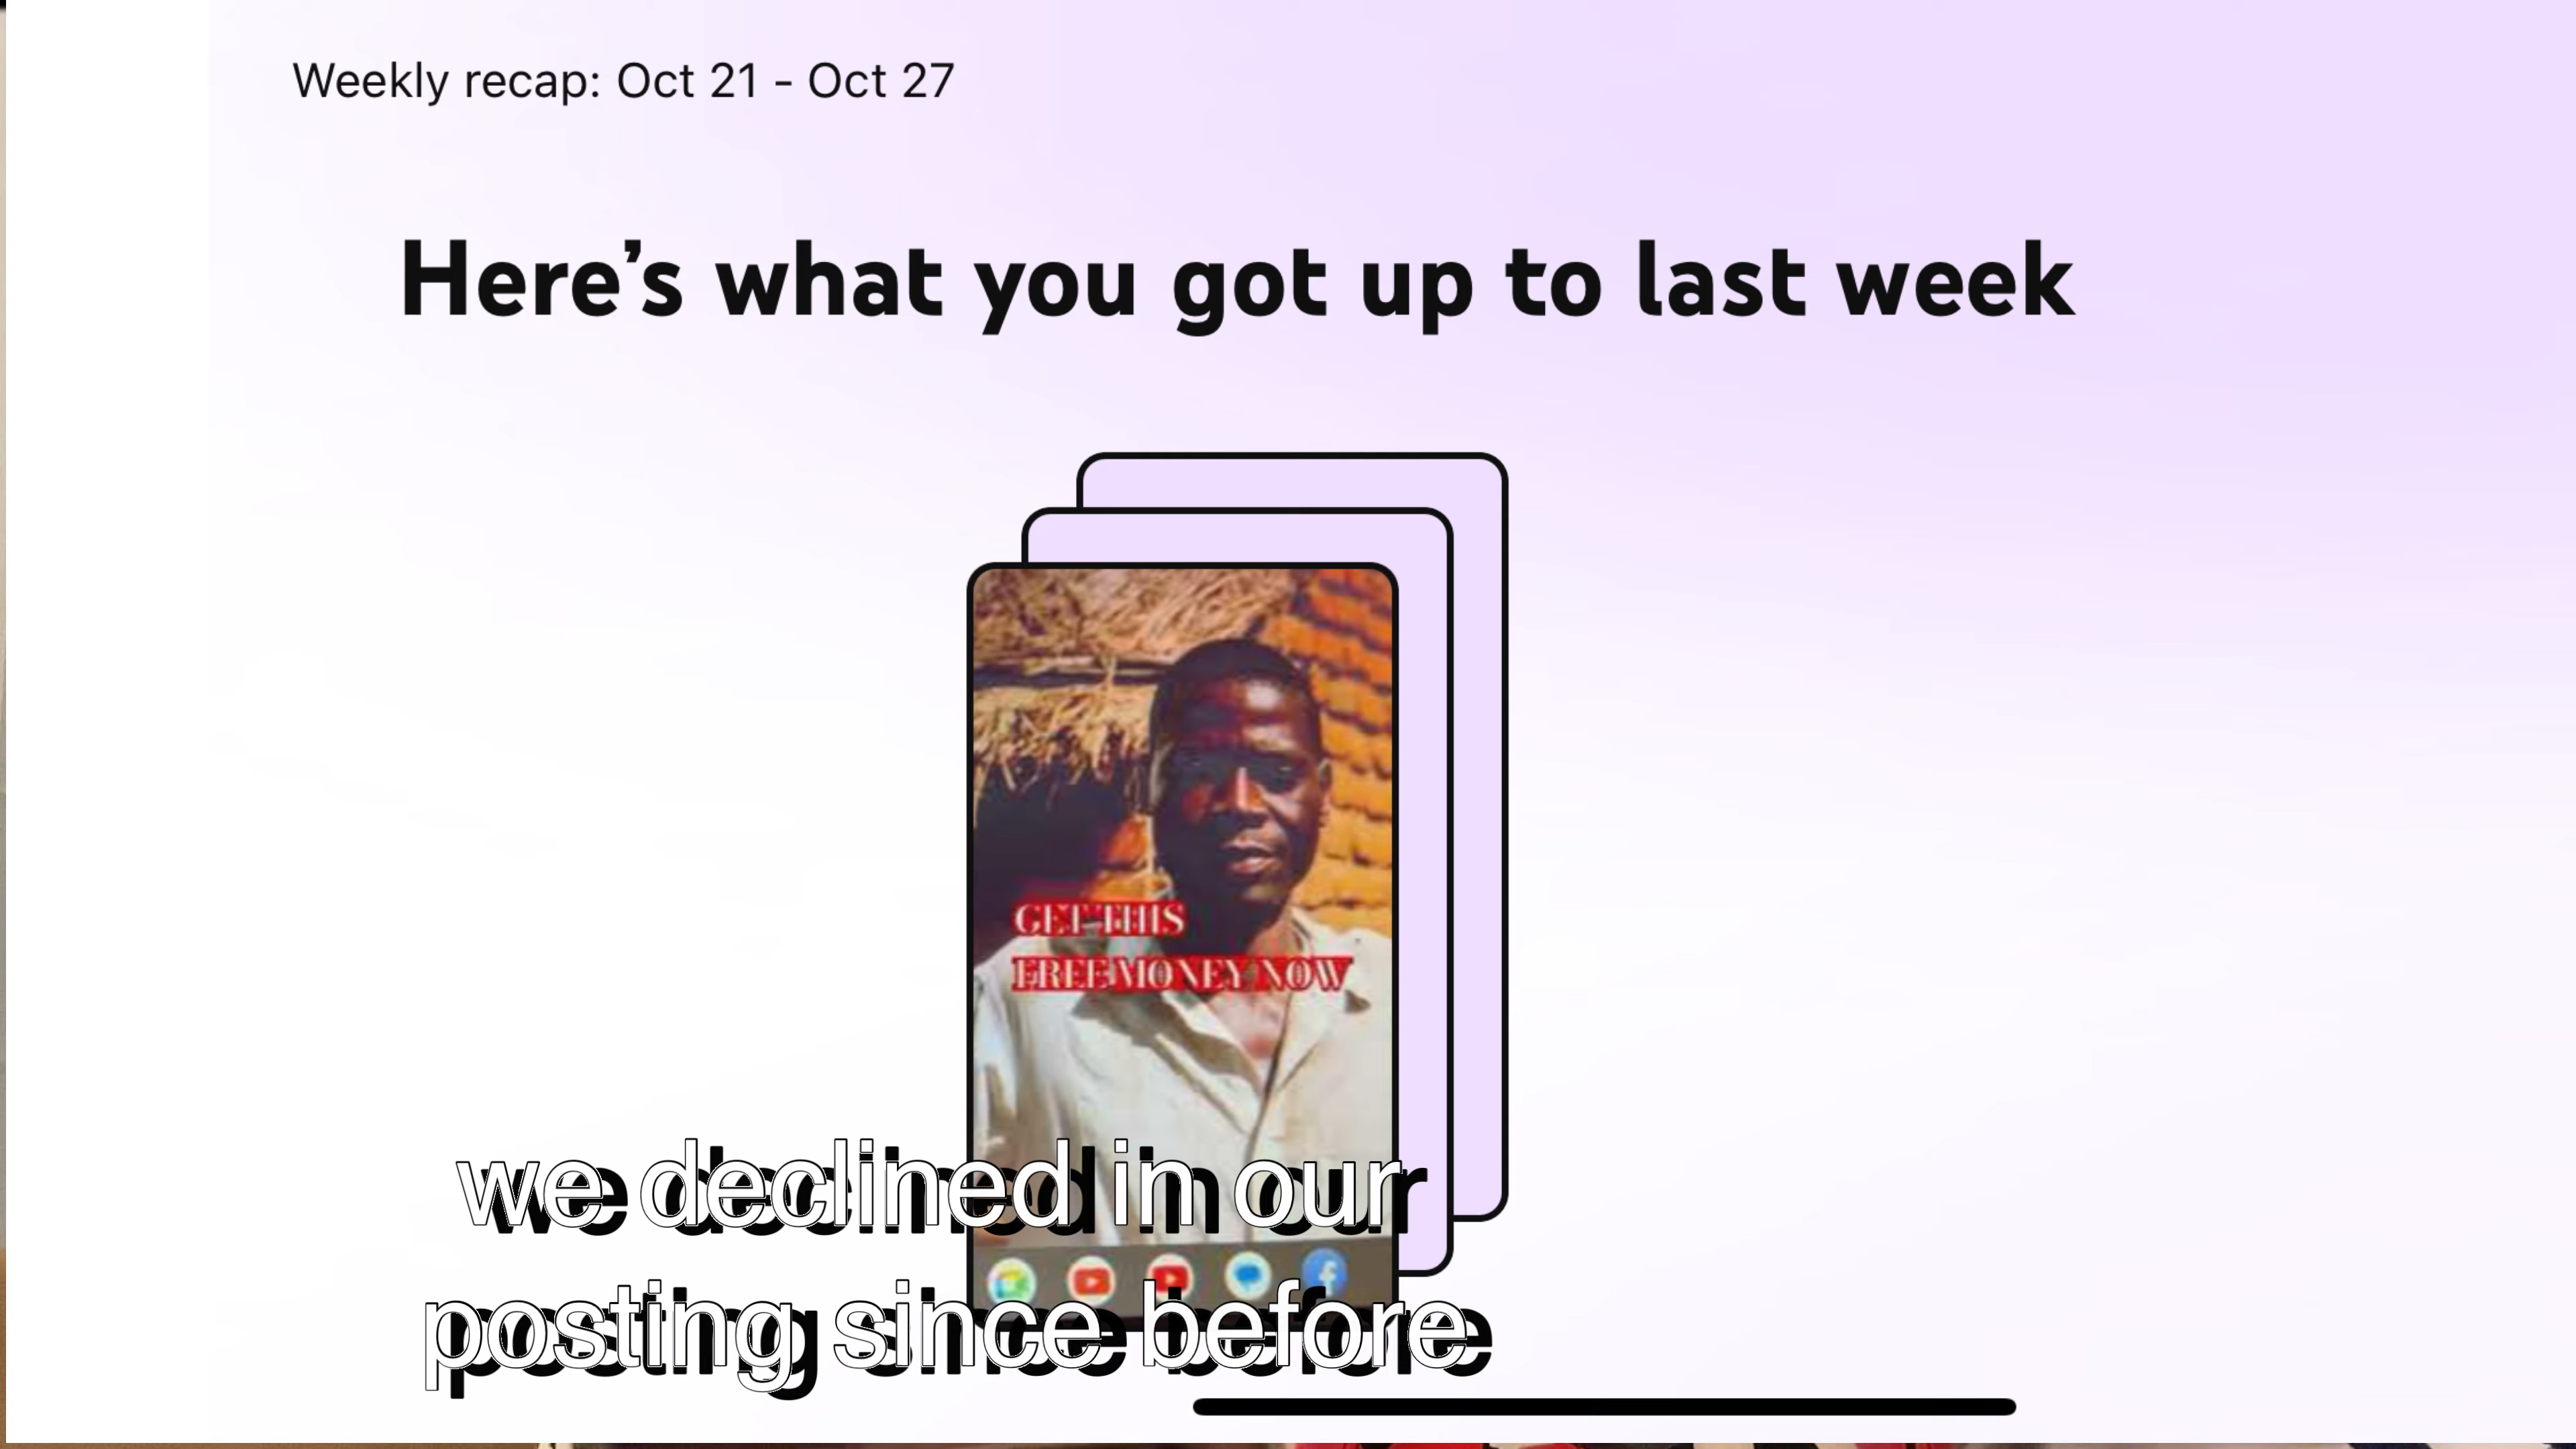 Weekly recap: Oct 21 - Oct 27
Here’s what you got up to last week
GET THIS
FREE MONEY NOW
we declined in our
posting since before